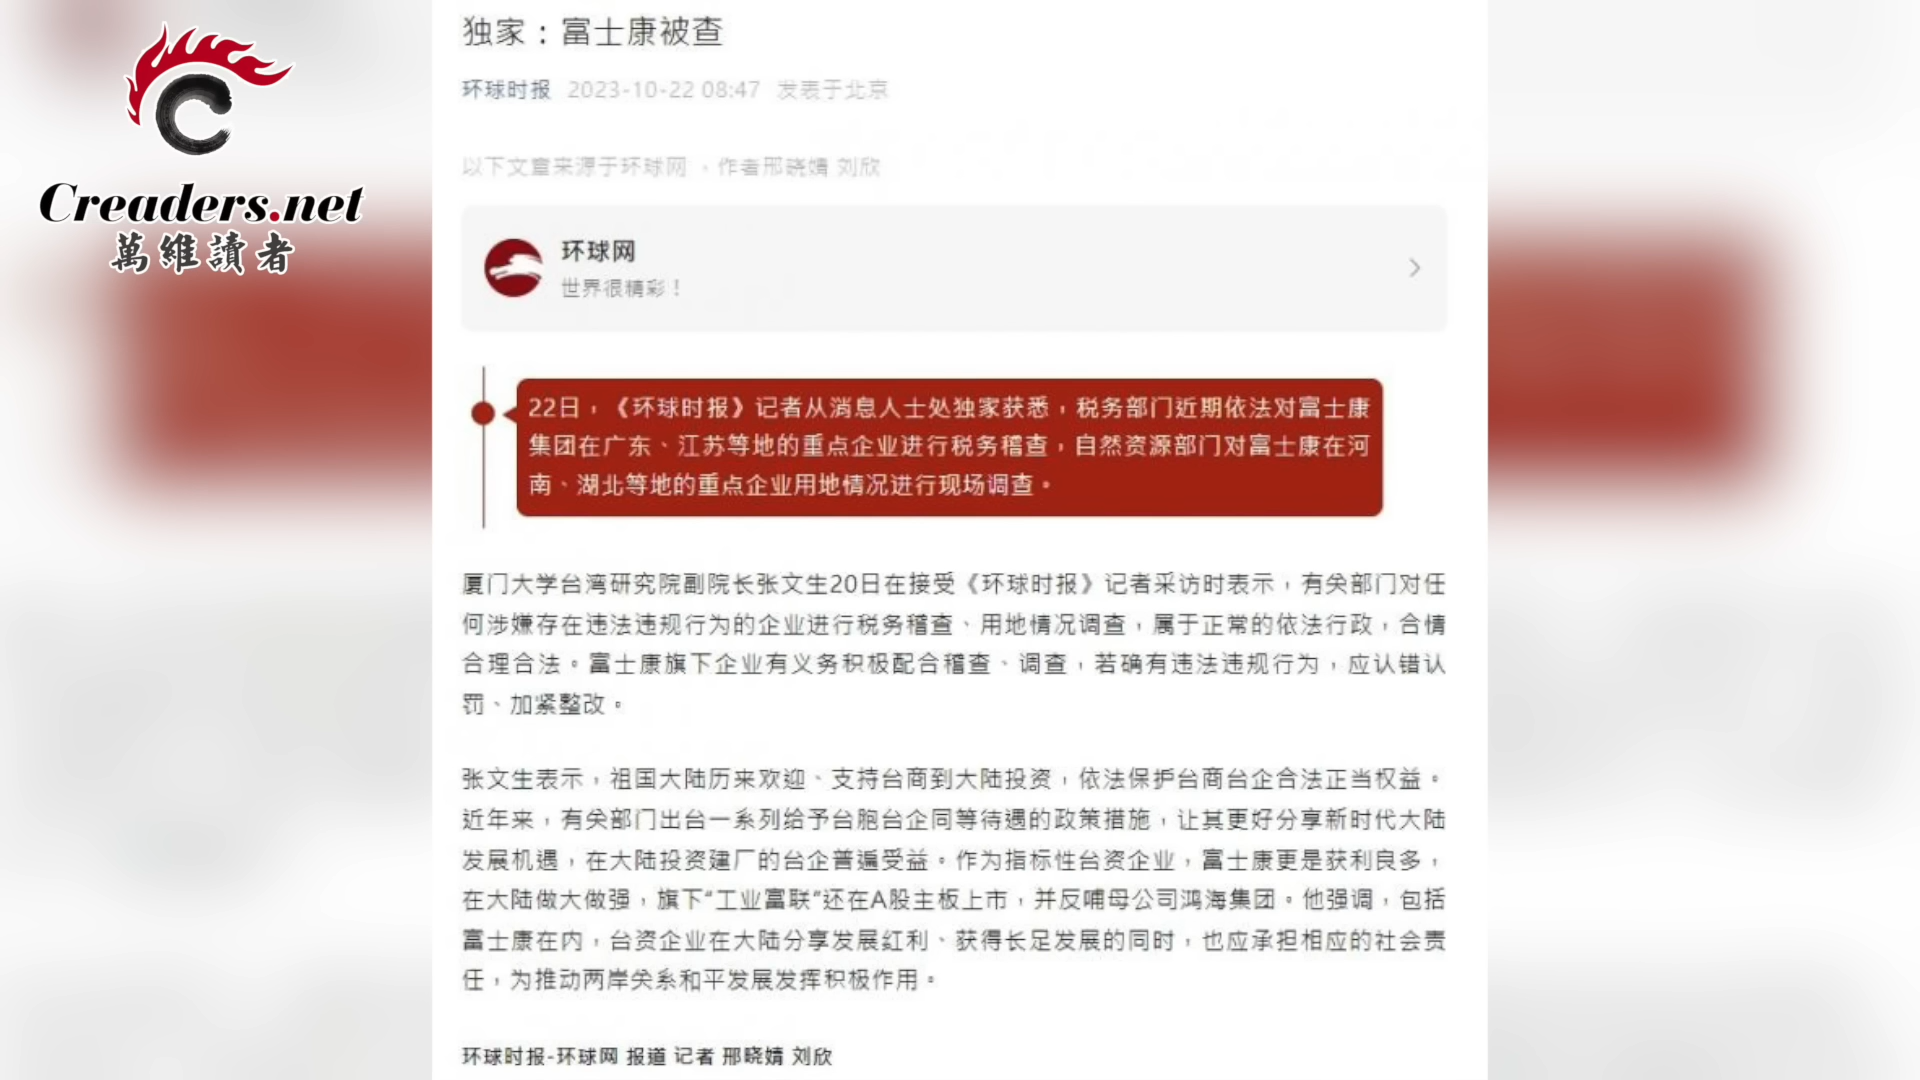 Creaders.net
萬維讀者
独家：富士康被查
环球时报 2023-10-22 08:47 发表于北京
以下文章来源于环球网，作者邢晓婧 刘欣
环球网
世界很精彩！
22日，《环球时报》记者从消息人士处独家获悉，税务部门近期依法对富士康
集团在广东、江苏等地的重点企业进行税务稽查，自然资源部门对富士康在河
南、湖北等地的重点企业用地情况进行现场调查。
厦门大学台湾研究院副院长张文生20日在接受《环球时报》记者采访时表示，有关部门对任
何涉嫌存在违法违规行为的企业进行税务稽查、用地情况调查，属于正常的依法行政，合情
合理合法。富士康旗下企业有义务积极配合稽查、调查，若确有违法违规行为，应认错认
罚、加紧整改。
张文生表示，祖国大陆历来欢迎、支持台商到大陆投资，依法保护台商台企合法正当权益。
近年来，有关部门出台一系列给予台胞台企同等待遇的政策措施，让其更好分享新时代大陆
发展机遇，在大陆投资建厂的台企普遍受益。作为指标性台资企业，富士康更是获利良多，
在大陆做大做强，旗下“工业富联”还在A股主板上市，并反哺母公司鸿海集团。他强调，包括
富士康在内，台资企业在大陆分享发展红利、获得长足发展的同时，也应承担相应的社会责
任，为推动两岸关系和平发展发挥积极作用。
环球时报-环球网 报道 记者 邢晓婧 刘欣